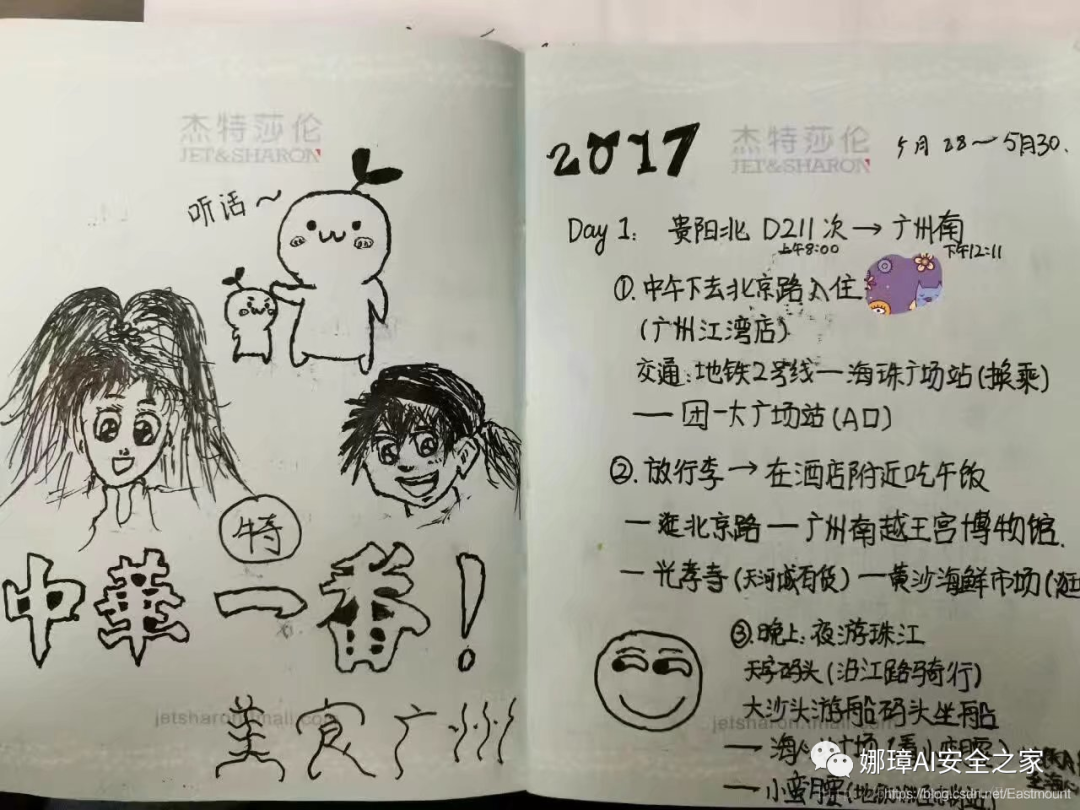 杰特莎伦
JET&SHARON
听话~
特
中華一番!
jetsharon.tmall.com
美食广州
2017
杰特莎伦
JET&SHARON
5月28~5月30.
Day 1: 贵阳北 D211次→广州南
上午8:00 下午12:11
①.中午下去北京路入住
(广州江湾店)
交通:地铁2号线—海珠广场站(换乘)
—团一大广场站(A口)
②.放行李→在酒店附近吃午饭
—逛北京路—广州南越王宫博物馆.
—光孝寺(天河城百货)—黄沙海鲜市场(逛
③.晚上:夜游珠江
天字码头(沿江路骑行)
大沙头游船码头坐船
—海心沙广场(看小蛮腰)
—小蛮腰(地
娜璋AI安全之家
https://blog.csdn.net/Eastmount